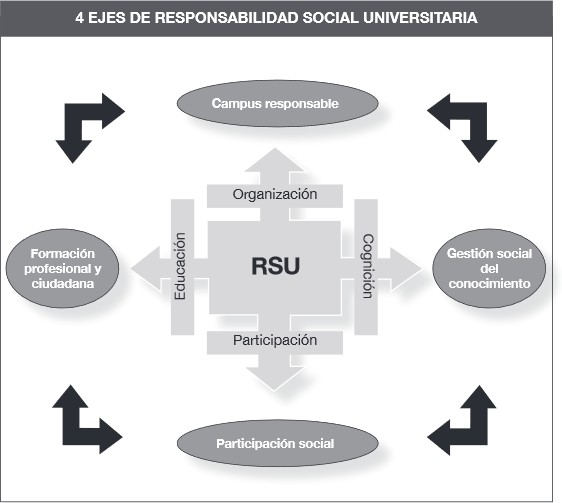 4 EJES DE RESPONSABILIDAD SOCIAL UNIVERSITARIA
Campus responsable
Organización
Formación
profesional y
ciudadana
Educación
RSU
Cognición
Gestión social
del
conocimiento
Participación
Participación social